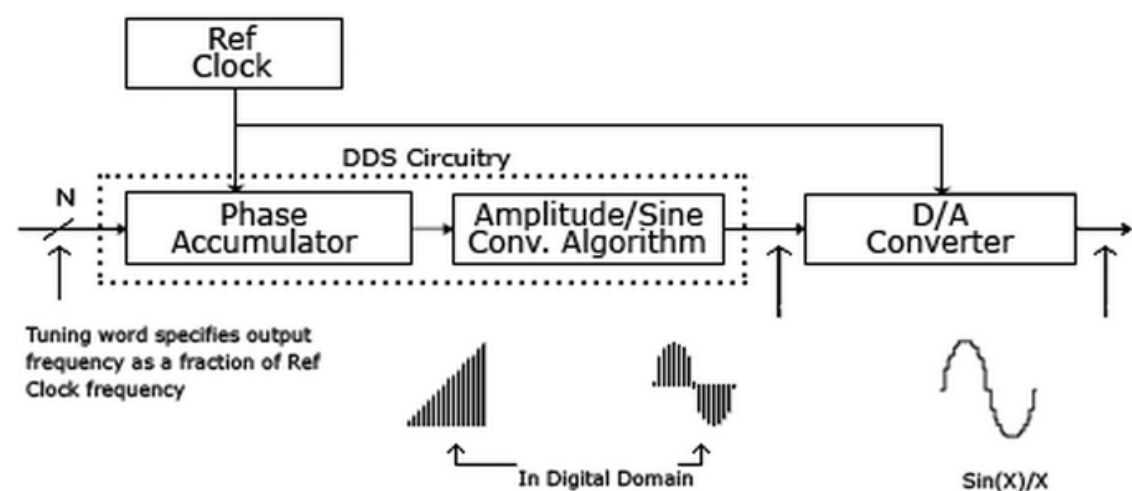 Ref
Clock
DDS Circuitry
N
Phase
Accumulator
Amplitude/Sine
Conv. Algorithm
D/A
Converter
Tuning word specifies output
frequency as a fraction of Ref
Clock frequency
In Digital Domain
Sin(X)/X